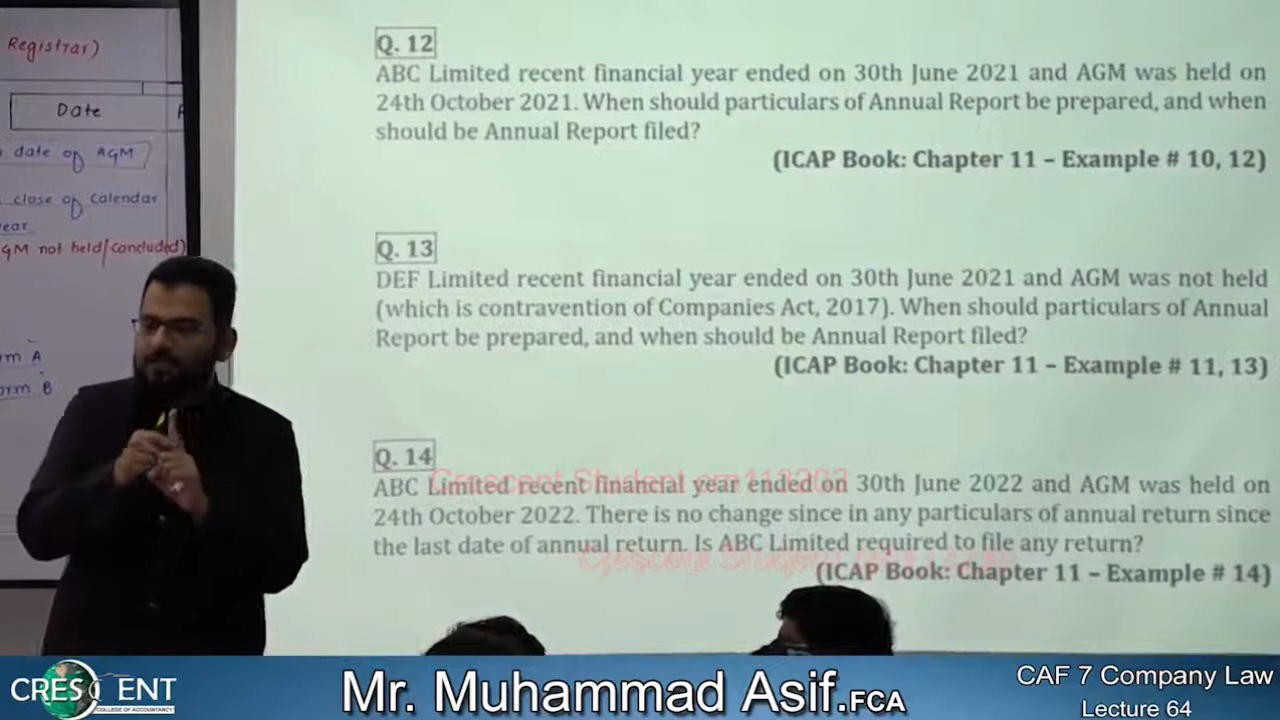 Registrar)
Date
date of AGM
close of Calendar
year
GM not held/concluded)
m A
orm B
Q. 12
ABC Limited recent financial year ended on 30th June 2021 and AGM was held on
24th October 2021. When should particulars of Annual Report be prepared, and when
should be Annual Report filed?
(ICAP Book: Chapter 11 – Example # 10, 12)
Q. 13
DEF Limited recent financial year ended on 30th June 2021 and AGM was not held
(which is contravention of Companies Act, 2017). When should particulars of Annual
Report be prepared, and when should be Annual Report filed?
(ICAP Book: Chapter 11 – Example # 11, 13)
Q. 14
Crescent Student crn112203
ABC Limited recent financial year ended on 30th June 2022 and AGM was held on
24th October 2022. There is no change since in any particulars of annual return since
the last date of annual return. Is ABC Limited required to file any return?
Crescent Student
(ICAP Book: Chapter 11 – Example # 14)
CRESCENT
COLLEGE OF ACCOUNTANCY
Mr. Muhammad Asif.FCA
CAF 7 Company Law
Lecture 64